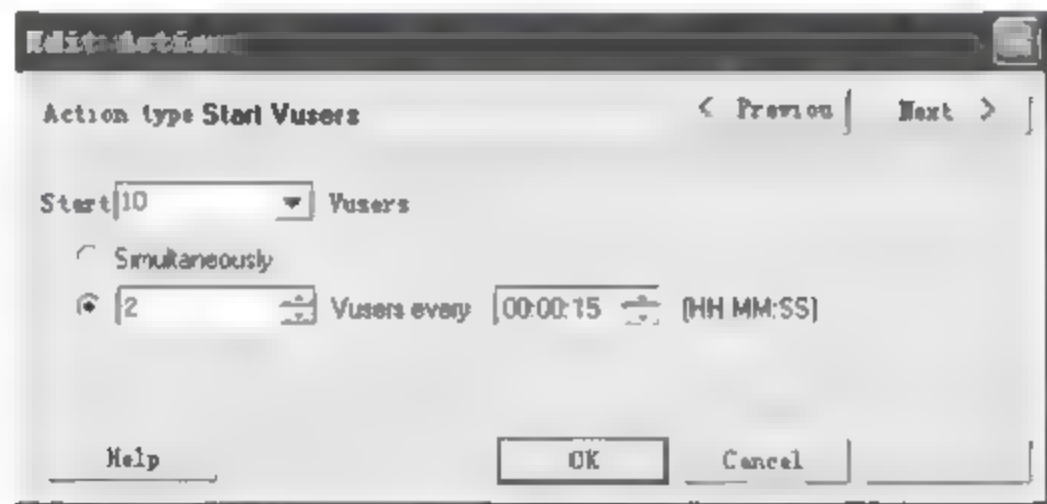 Edit Action
Action type Start Vusers < Previou Next >
Start 10 Vusers
Simultaneously
2 Vusers every 00:00:15 (HH MM:SS)
Help OK Cancel